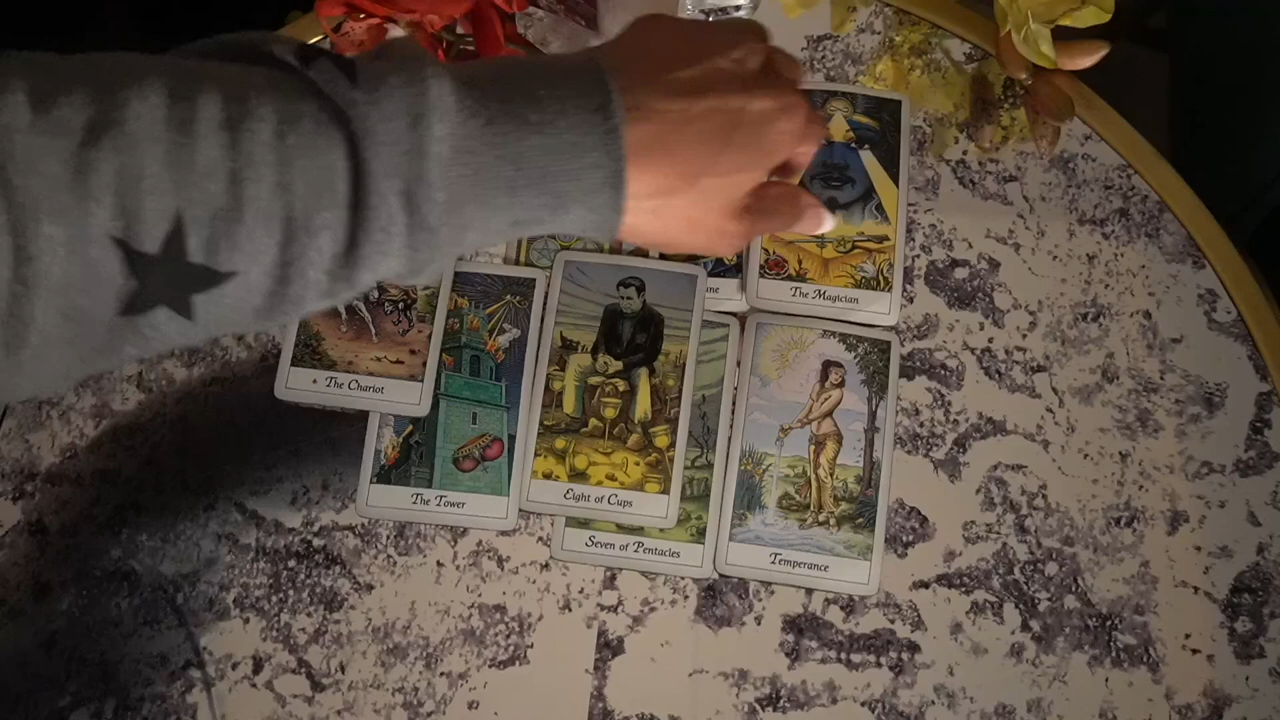 The Magician
The Chariot
The Tower
Eight of Cups
Seven of Pentacles
Temperance